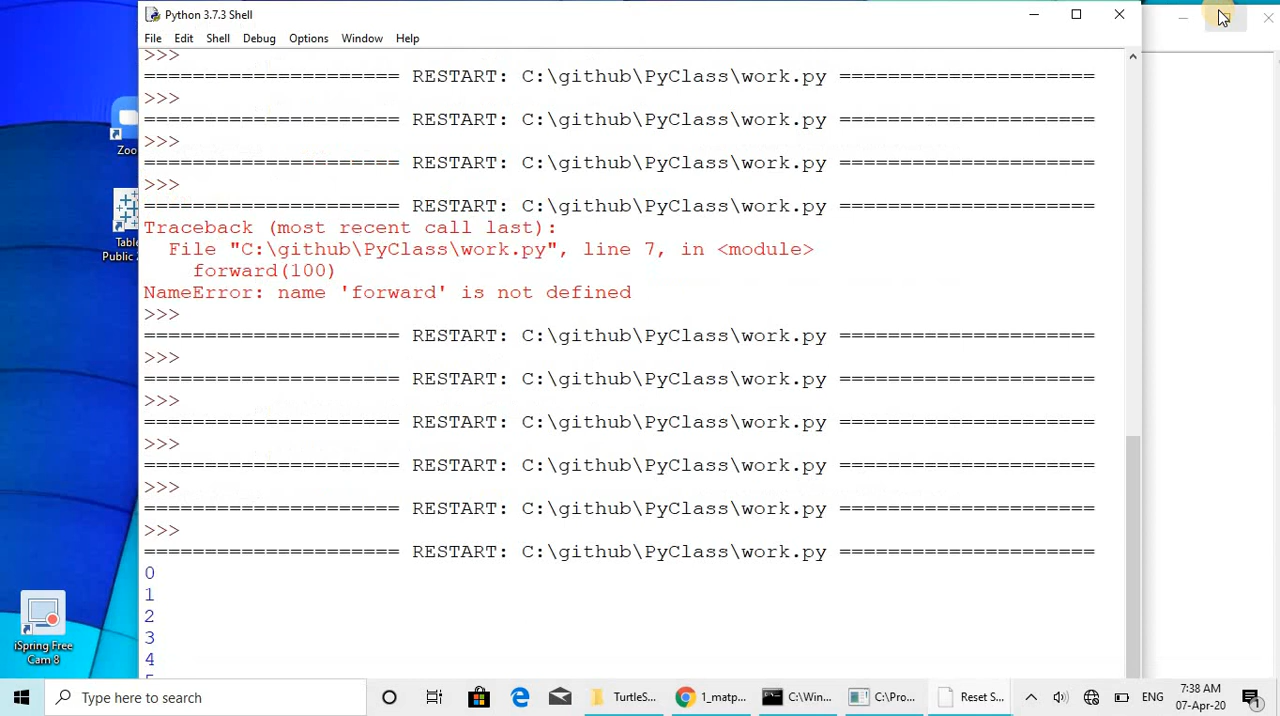 Python 3.7.3 Shell
File Edit Shell Debug Options Window Help
>>>
===================== RESTART: C:\github\PyClass\work.py =====================
>>>
===================== RESTART: C:\github\PyClass\work.py =====================
>>>
===================== RESTART: C:\github\PyClass\work.py =====================
>>>
===================== RESTART: C:\github\PyClass\work.py =====================
Traceback (most recent call last):
  File "C:\github\PyClass\work.py", line 7, in <module>
    forward(100)
NameError: name 'forward' is not defined
>>>
===================== RESTART: C:\github\PyClass\work.py =====================
>>>
===================== RESTART: C:\github\PyClass\work.py =====================
>>>
===================== RESTART: C:\github\PyClass\work.py =====================
>>>
===================== RESTART: C:\github\PyClass\work.py =====================
>>>
===================== RESTART: C:\github\PyClass\work.py =====================
>>>
===================== RESTART: C:\github\PyClass\work.py =====================
0
1
2
3
4
Zoo
Table
Public 2
iSpring Free
Cam 8
Type here to search
TurtleS...
1_ntp...
C:\Win...
C:\Pro...
Reset S...
ENG
7:38 AM
07-Apr-20
1